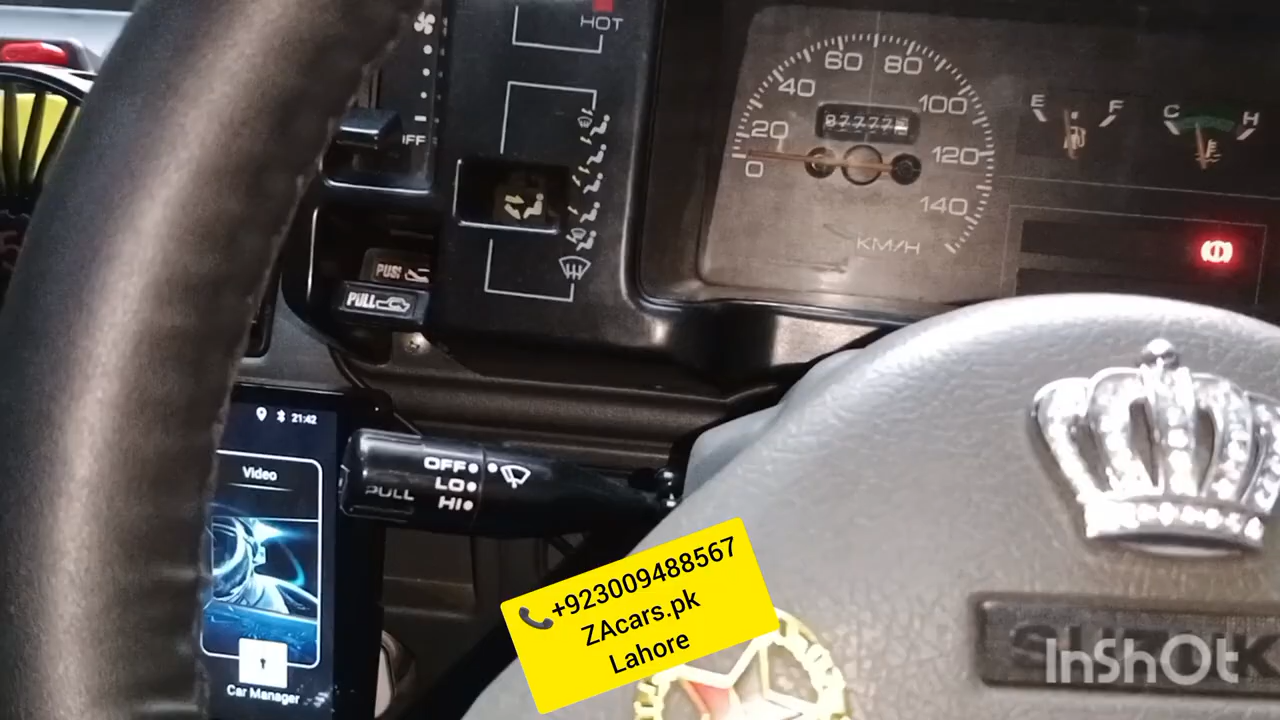 HOT
OFF
PUSH
PULL
0
20
40
60
80
100
120
140
KM/H
E
F
C
H
21:42
Video
Car Manager
OFF
LO
HI
PULL
+923009488567
ZAcars.pk
Lahore
SUZUKI
InShOt